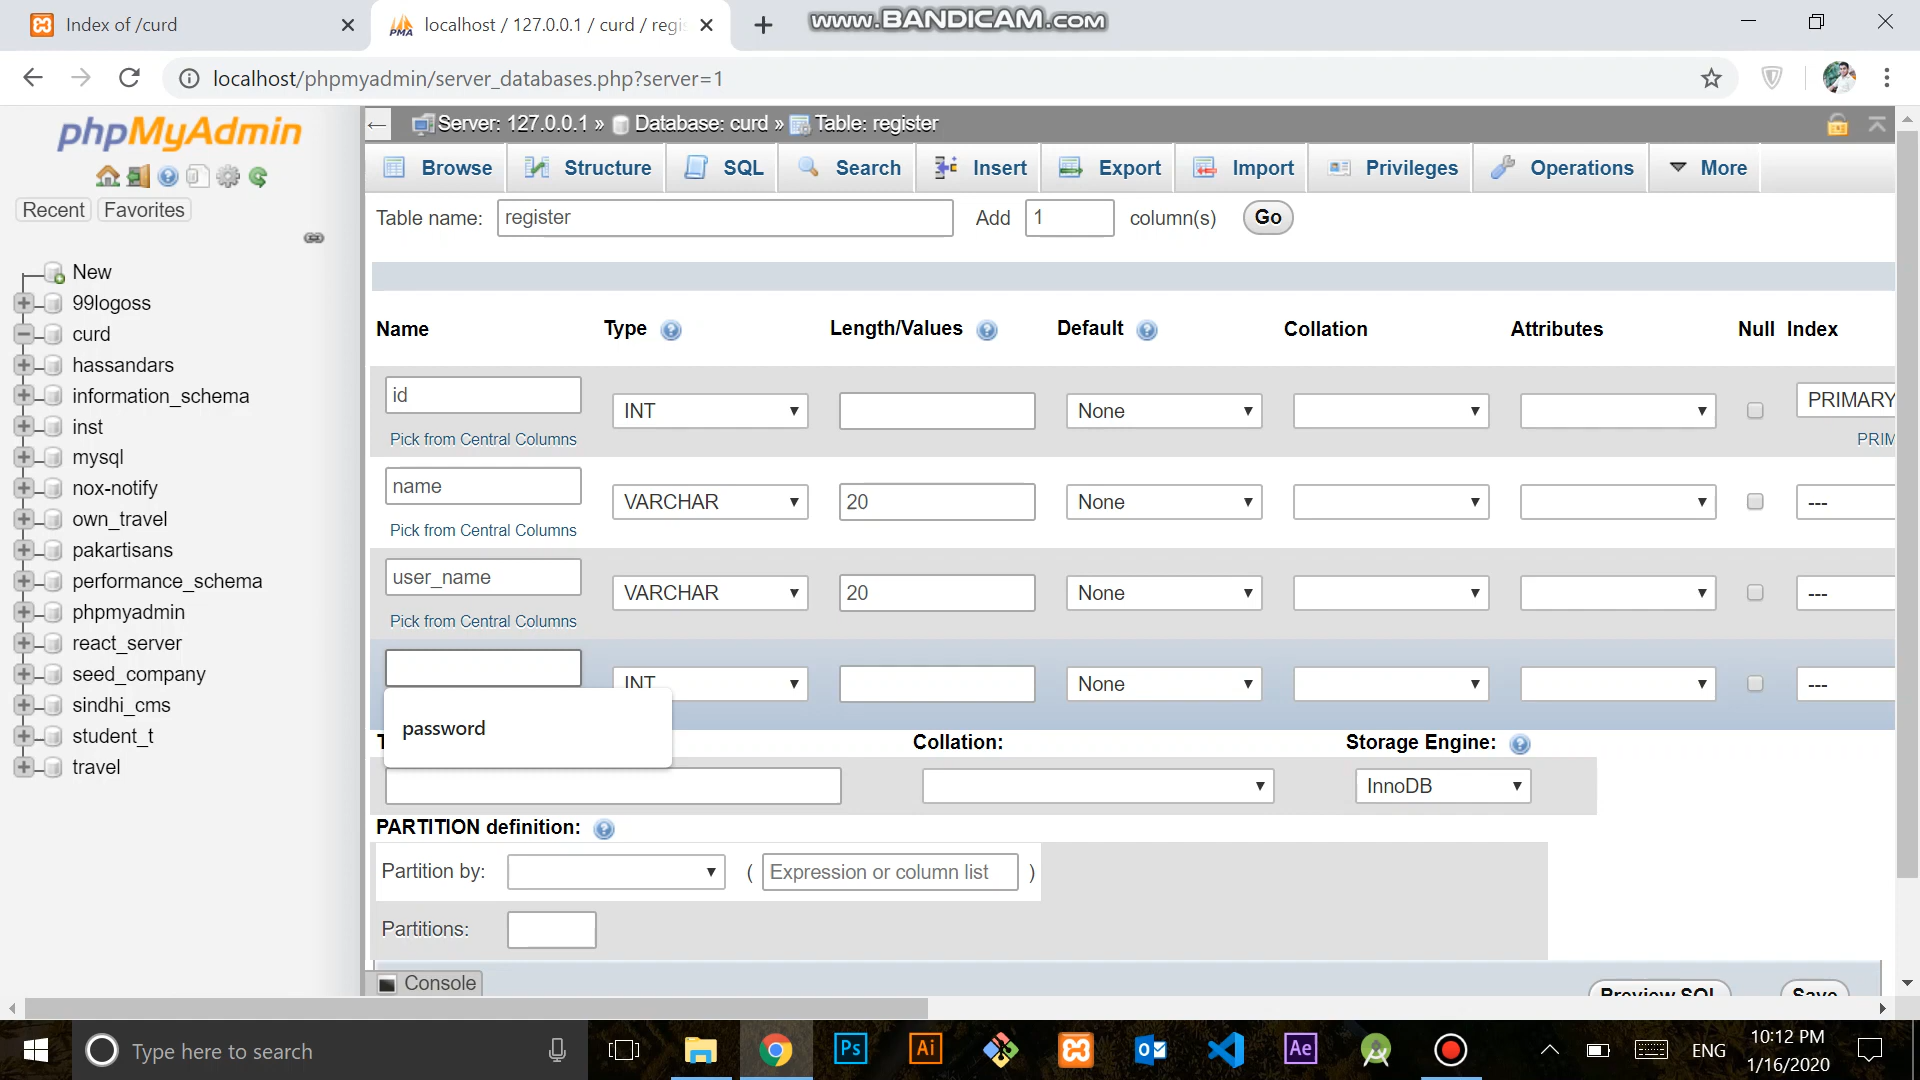 Index of /curd
localhost / 127.0.0.1 / curd / regi
www.BANDICAM.com
localhost/phpmyadmin/server_databases.php?server=1
phpMyAdmin
Recent
Favorites
New
99logoss
curd
hassandars
information_schema
inst
mysql
nox-notify
own_travel
pakartisans
performance_schema
phpmyadmin
react_server
seed_company
sindhi_cms
student_t
travel
Server: 127.0.0.1 » Database: curd » Table: register
Browse
Structure
SQL
Search
Insert
Export
Import
Privileges
Operations
More
Table name: register Add 1 column(s) Go
Name Type Length/Values Default Collation Attributes Null Index
id INT None PRIMARY
Pick from Central Columns PRIM
name VARCHAR 20 None ---
Pick from Central Columns
user_name VARCHAR 20 None ---
Pick from Central Columns
INT None ---
password
Collation: Storage Engine:
InnoDB
PARTITION definition:
Partition by: ( Expression or column list )
Partitions:
Console
Preview SQL Save
Type here to search
Ps
Ai
Ae
ENG
10:12 PM
1/16/2020